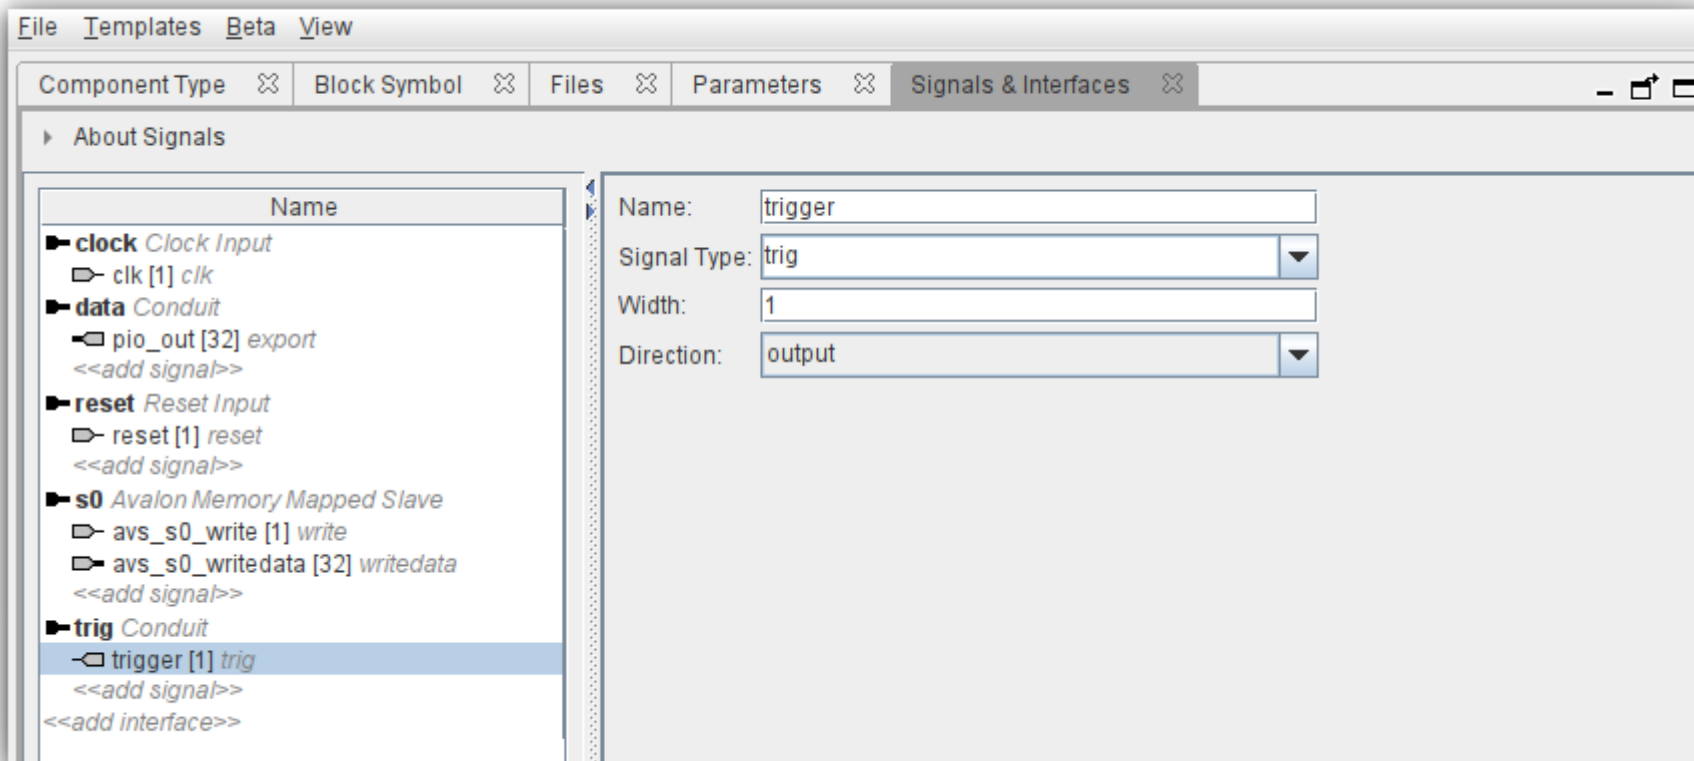 File Templates Beta View
Component Type Block Symbol Files Parameters Signals & Interfaces
About Signals
Name
clock Clock Input
clk [1] clk
data Conduit
pio_out [32] export
<<add signal>>
reset Reset Input
reset [1] reset
<<add signal>>
s0 Avalon Memory Mapped Slave
avs_s0_write [1] write
avs_s0_writedata [32] writedata
<<add signal>>
trig Conduit
trigger [1] trig
<<add signal>>
<<add interface>>
Name: trigger
Signal Type: trig
Width: 1
Direction: output